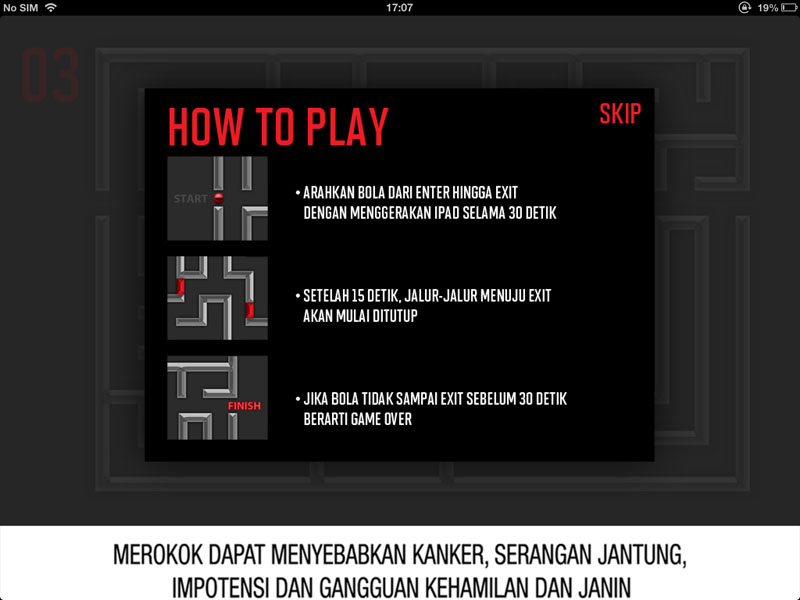 No SIM 17:07 19%
03
HOW TO PLAY
SKIP
START
• ARAHKAN BOLA DARI ENTER HINGGA EXIT
DENGAN MENGGERAKAN IPAD SELAMA 30 DETIK
• SETELAH 15 DETIK, JALUR-JALUR MENUJU EXIT
AKAN MULAI DITUTUP
FINISH
• JIKA BOLA TIDAK SAMPAI EXIT SEBELUM 30 DETIK
BERARTI GAME OVER
MEROKOK DAPAT MENYEBABKAN KANKER, SERANGAN JANTUNG,
IMPOTENSI DAN GANGGUAN KEHAMILAN DAN JANIN